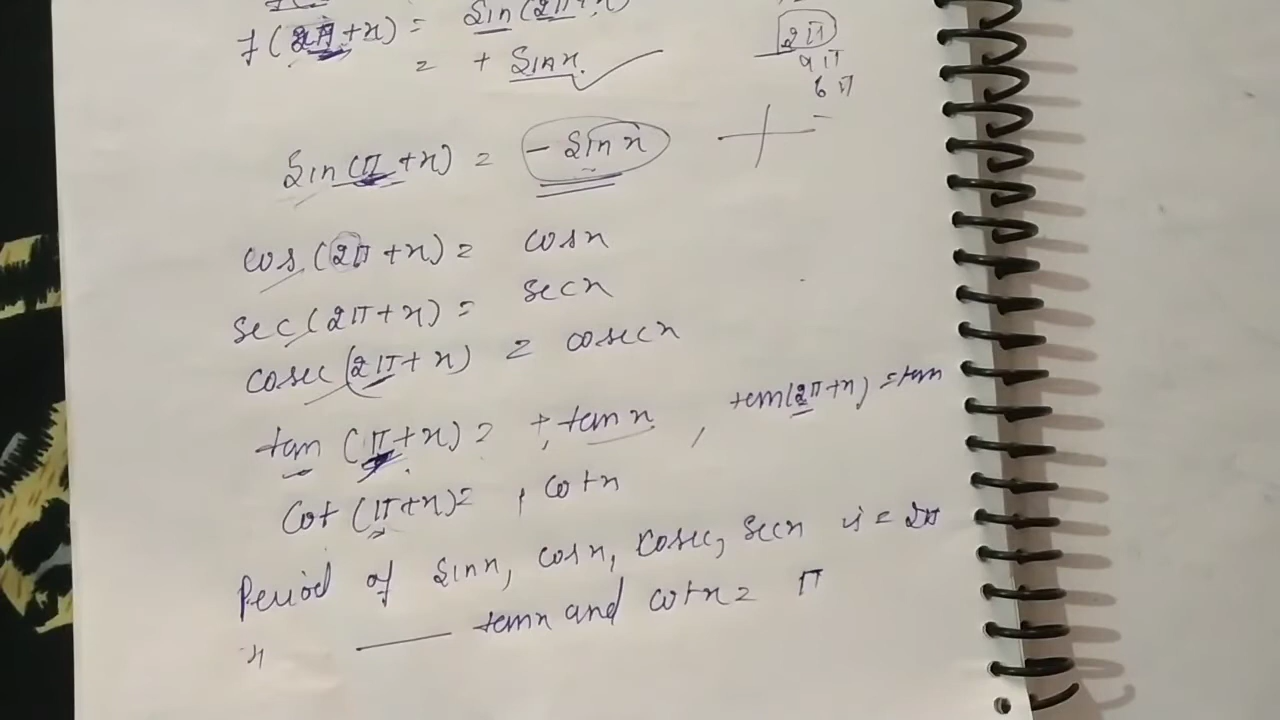 f(2π+x) = Sin(2π+x)
= + Sinx.
2π
4π
6π
Sin(π+x) = - Sinx
cos(2π+x) = cosx
sec(2π+x) = secx
cosec(2π+x) = cosecx
tan(π+x) = + tanx , tan(2π+x) = tan
Cot(π+x) = , cotx
Period of sinx, cosx, cosec, secx is = 2π
" —— tanx and cotx = π